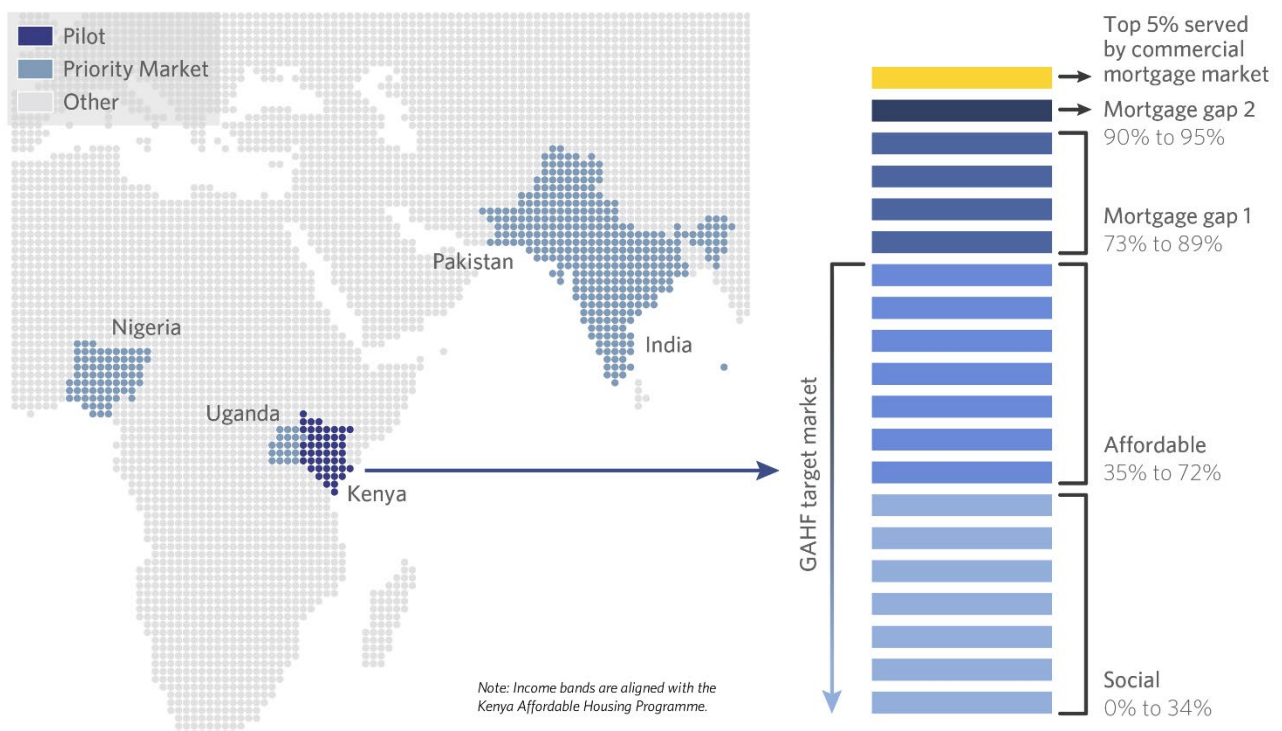 Pilot
Priority Market
Other
Pakistan
Nigeria
India
Uganda
Kenya
Note: Income bands are aligned with the
Kenya Affordable Housing Programme.
GAHF target market
Top 5% served
by commercial
mortgage market
Mortgage gap 2
90% to 95%
Mortgage gap 1
73% to 89%
Affordable
35% to 72%
Social
0% to 34%